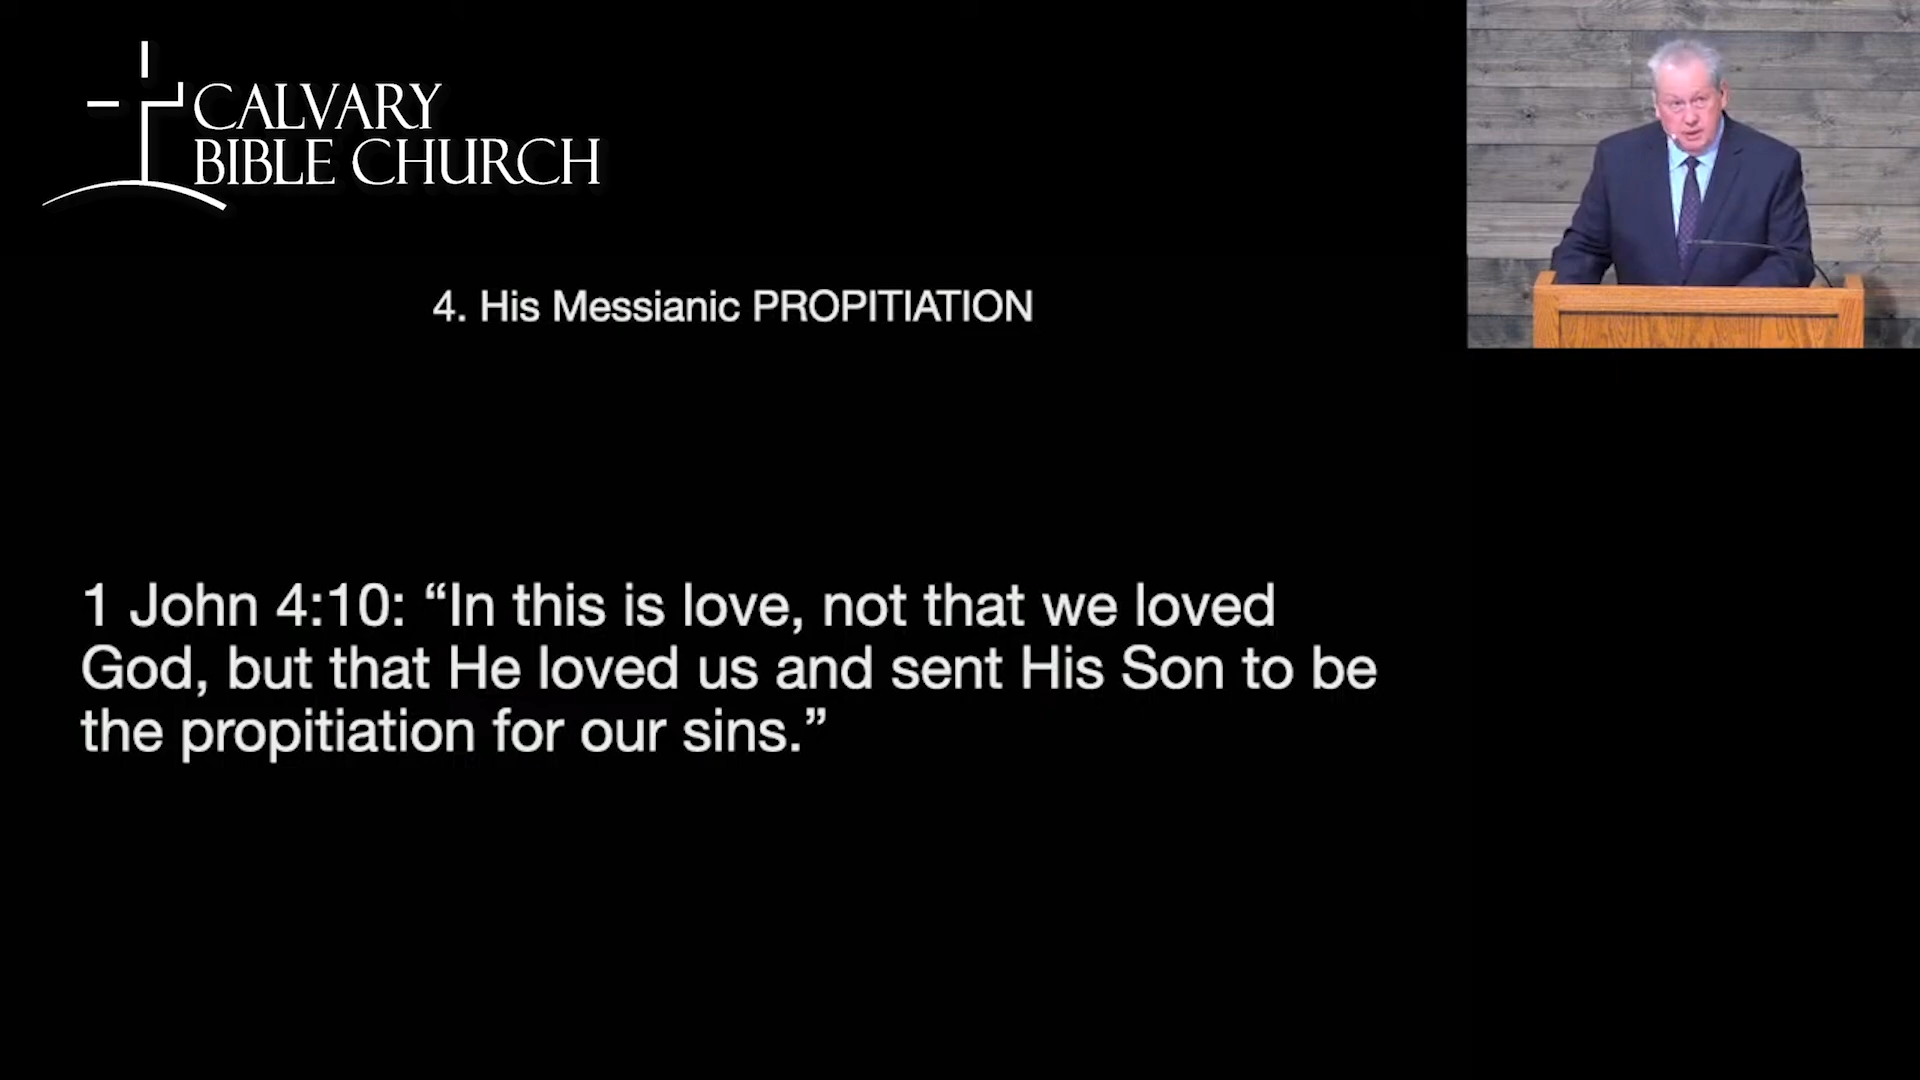 CALVARY
BIBLE CHURCH
4. His Messianic PROPITIATION
1 John 4:10: “In this is love, not that we loved
God, but that He loved us and sent His Son to be
the propitiation for our sins.”